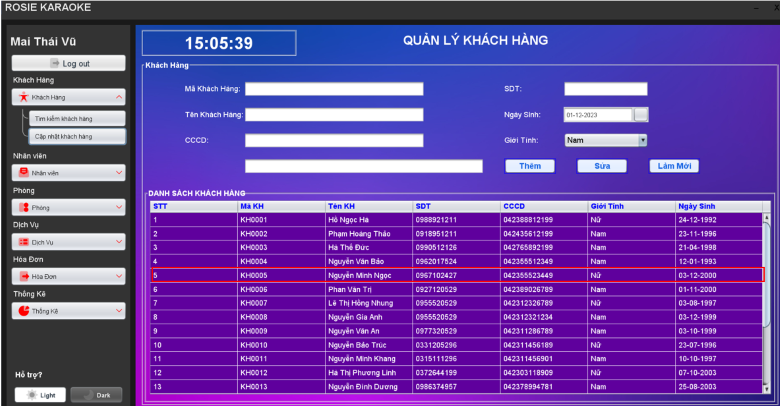 ROSIE KARAOKE
Mai Thái Vũ
Log out
Khách Hàng
Khách Hàng
Tìm kiếm khách hàng
Cập nhật khách hàng
Nhân viên
Nhân viên
Phòng
Phòng
Dịch Vụ
Dịch Vụ
Hóa Đơn
Hóa Đơn
Thống Kê
Thống Kê
Hỗ trợ?
Light Dark
15:05:39
QUẢN LÝ KHÁCH HÀNG
Khách Hàng
Mã Khách Hàng: SDT:
Tên Khách Hàng: Ngày Sinh: 01-12-2023
CCCD: Giới Tính: Nam
Thêm Sửa Làm Mới
DANH SÁCH KHÁCH HÀNG
STT Mã KH Tên KH SDT CCCD Giới Tính Ngày Sinh
1 KH0001 Hồ Ngọc Hà 0988921211 042388812199 Nữ 24-12-1992
2 KH0002 Phạm Hoàng Thảo 0918951211 042435612199 Nam 23-11-1996
3 KH0003 Hà Thế Đức 0990512126 042765892199 Nam 21-04-1998
4 KH0004 Nguyễn Văn Bảo 0962017524 042355512349 Nam 12-01-1993
5 KH0005 Nguyễn Minh Ngọc 0967102427 042355523449 Nữ 03-12-2000
6 KH0006 Phan Văn Trị 0927120529 042389026789 Nam 01-11-2000
7 KH0007 Lê Thị Hồng Nhung 0955520529 042312326789 Nữ 03-08-1997
8 KH0008 Nguyễn Gia Anh 0955520529 042312321234 Nam 03-12-1999
9 KH0009 Nguyễn Văn An 0977320529 042311286789 Nam 03-10-1999
10 KH0010 Nguyễn Bảo Trúc 0331205296 042311456189 Nữ 23-07-1996
11 KH0011 Nguyễn Minh Khang 0315111296 042311456901 Nam 10-10-1997
12 KH0012 Hà Thị Phương Linh 0372644199 042303118909 Nữ 07-10-2003
13 KH0013 Nguyễn Đình Dương 0986374957 042378994781 Nam 25-08-2003